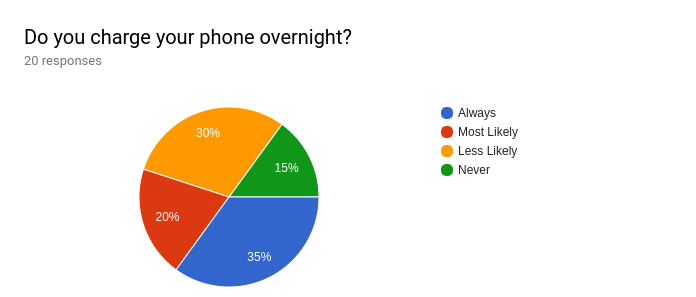 Do you charge your phone overnight?
20 responses
30%
15%
20%
35%
Always
Most Likely
Less Likely
Never